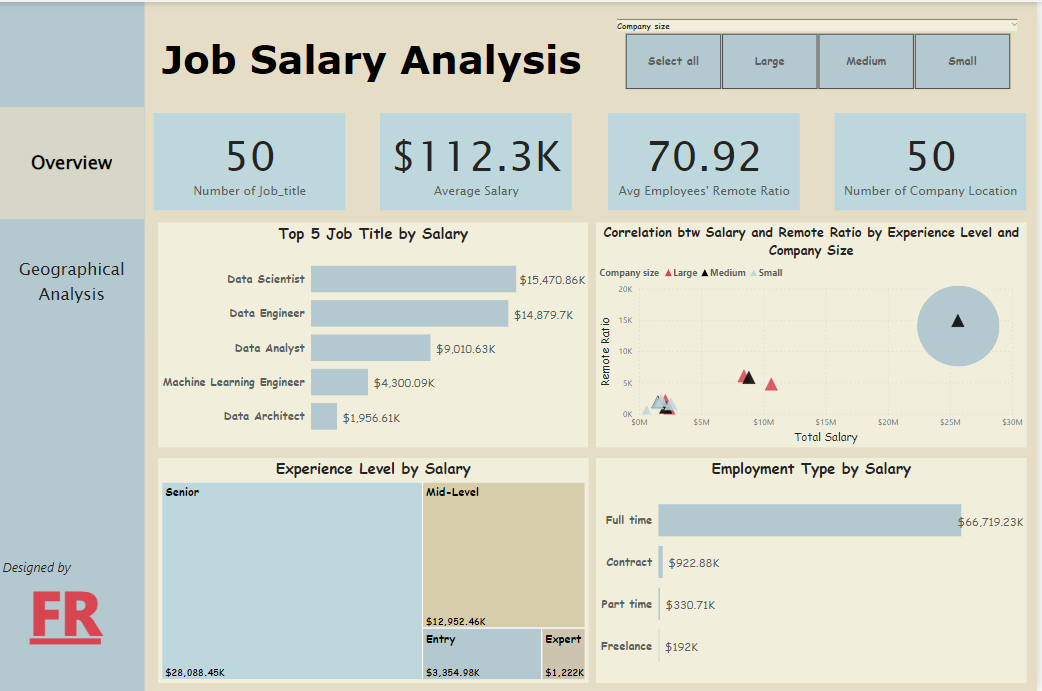 Company size
Job Salary Analysis
Select all
Large
Medium
Small
Overview
Geographical
Analysis
50
Number of Job_title
$112.3K
Average Salary
70.92
Avg Employees' Remote Ratio
50
Number of Company Location
Top 5 Job Title by Salary
Data Scientist $15,470.86K
Data Engineer $14,879.7K
Data Analyst $9,010.63K
Machine Learning Engineer $4,300.09K
Data Architect $1,956.61K
Correlation btw Salary and Remote Ratio by Experience Level and
Company Size
Company size Large Medium Small
Remote Ratio
20K
15K
10K
5K
0K
$0M $5M $10M $15M $20M $25M $30M
Total Salary
Experience Level by Salary
Senior
$28,088.45K
Mid-Level
$12,952.46K
Entry
$3,354.98K
Expert
$1,222K
Employment Type by Salary
Full time $66,719.23K
Contract $922.88K
Part time $330.71K
Freelance $192K
Designed by
FR